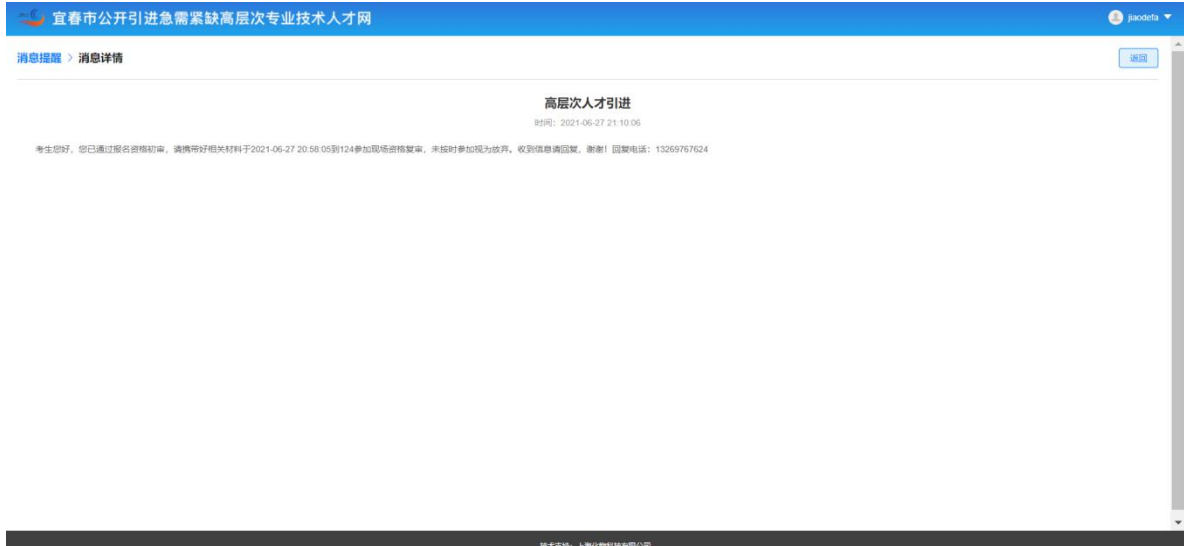 宜春市公开引进急需紧缺高层次专业技术人才网
jiaodefa
消息提醒 > 消息详情
返回
高层次人才引进
时间：2021-06-27 21:10:06
考生您好，您已通过报名资格初审，请携带好相关材料于2021-06-27 20:58:05到124参加现场资格复审，未按时参加视为放弃。收到信息请回复，谢谢！回复电话：13269767624